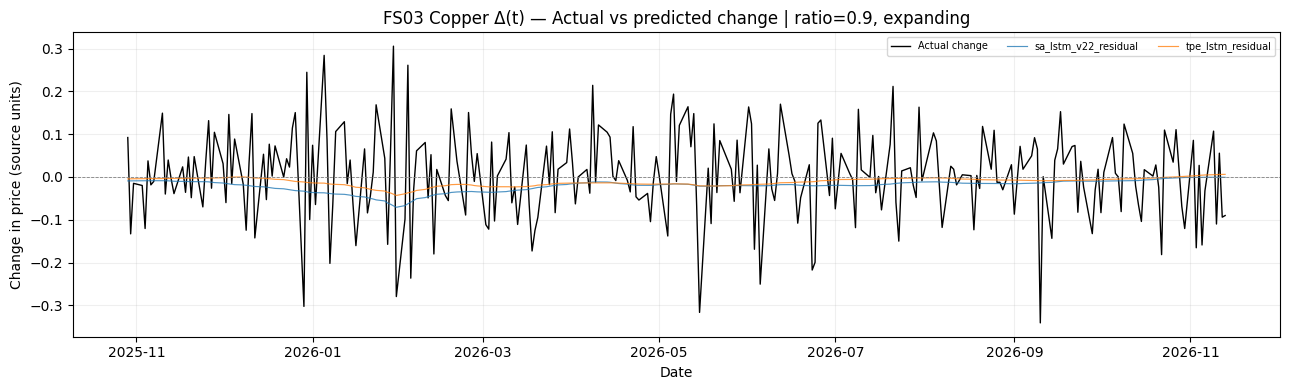 FS03 Copper Δ(t) — Actual vs predicted change | ratio=0.9, expanding
Actual change
sa_lstm_v22_residual
tpe_lstm_residual
Change in price (source units)
0.3
0.2
0.1
0.0
−0.1
−0.2
−0.3
2025-11
2026-01
2026-03
2026-05
2026-07
2026-09
2026-11
Date